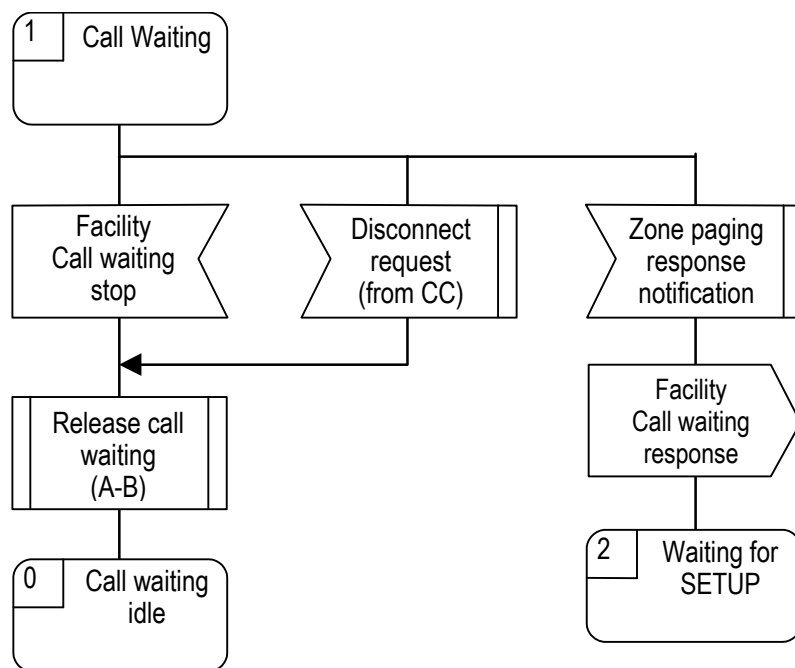 1
Call Waiting
Facility
Call waiting
stop
Disconnect
request
(from CC)
Zone paging
response
notification
Release call
waiting
(A-B)
Facility
Call waiting
response
0
Call waiting
idle
2
Waiting for
SETUP